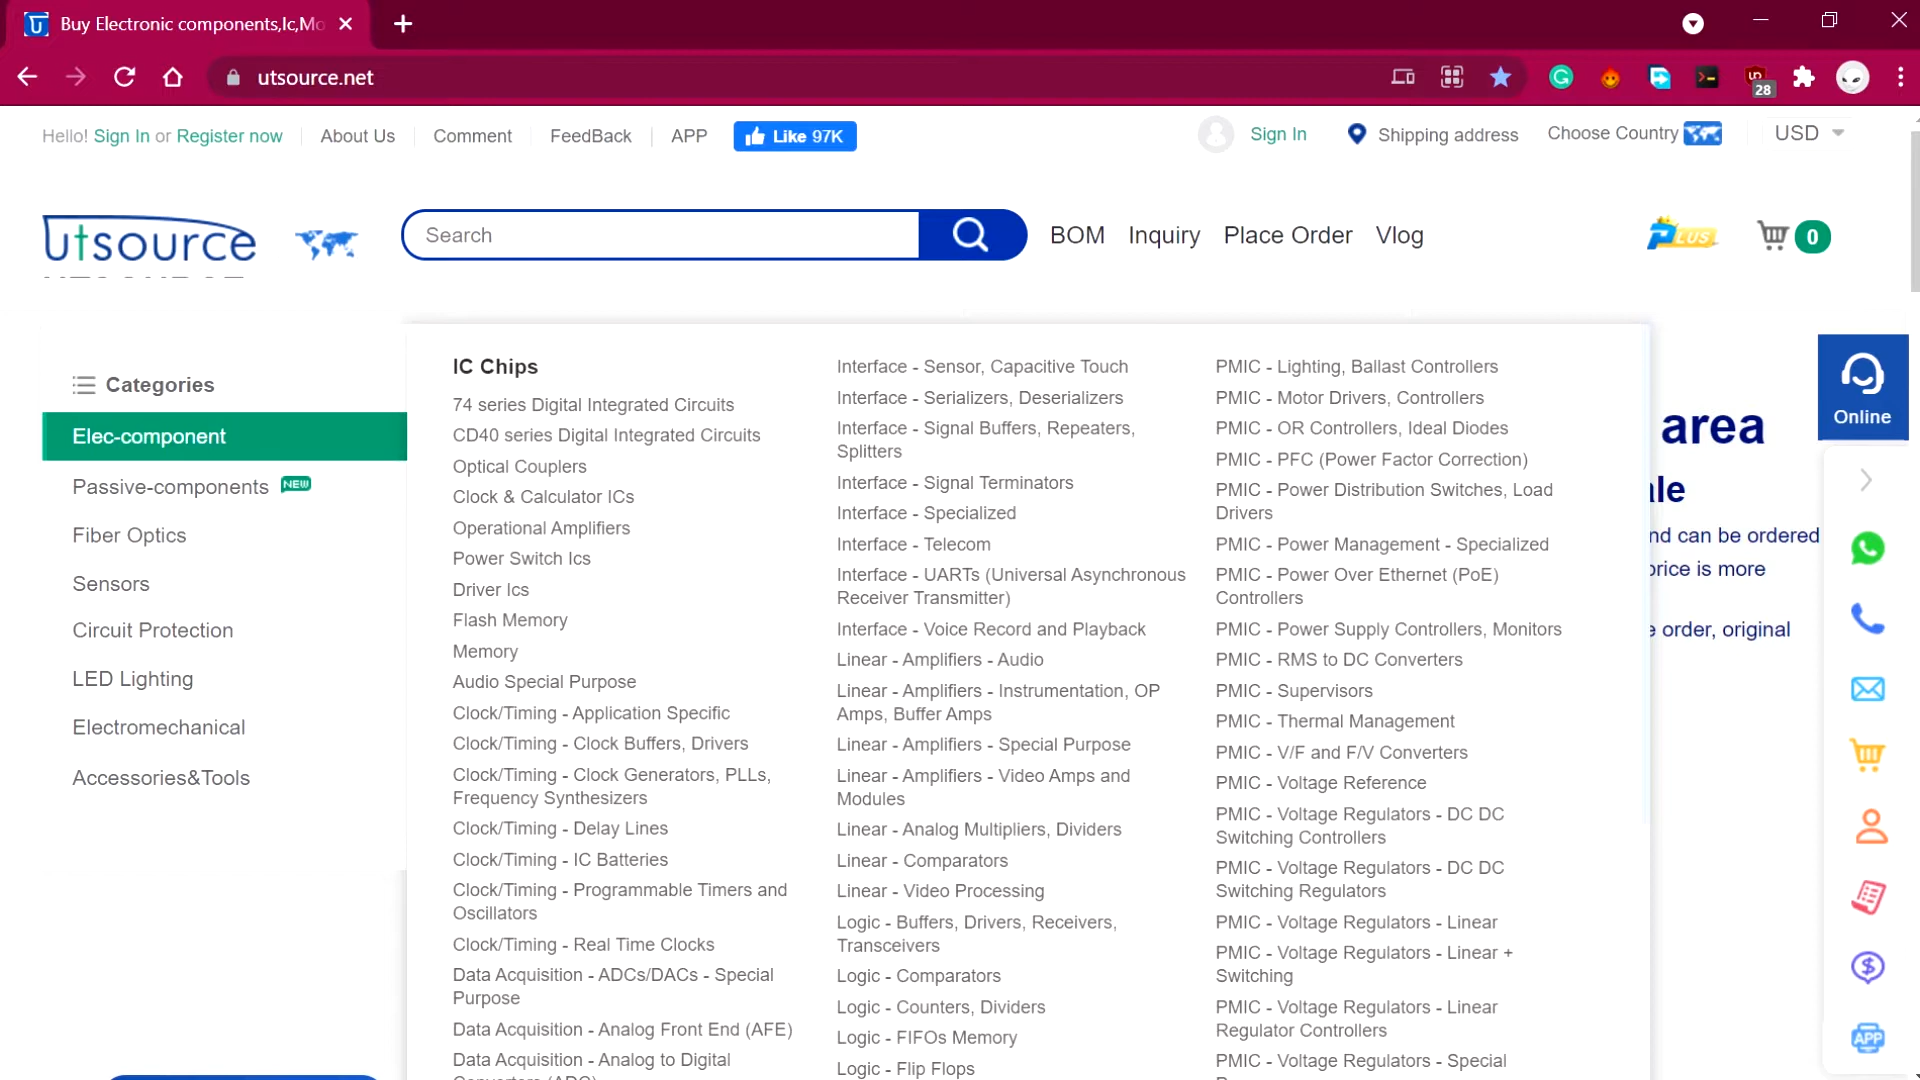 Buy Electronic components,Ic,Mo
utsource.net
28
Hello! Sign In or Register now
About Us
Comment
FeedBack
APP
Like 97K
Sign In
Shipping address
Choose Country
USD
utsource
Search
BOM
Inquiry
Place Order
Vlog
PLUS
0
Categories
Elec-component
Passive-components NEW
Fiber Optics
Sensors
Circuit Protection
LED Lighting
Electromechanical
Accessories&Tools
IC Chips
74 series Digital Integrated Circuits
CD40 series Digital Integrated Circuits
Optical Couplers
Clock & Calculator ICs
Operational Amplifiers
Power Switch Ics
Driver Ics
Flash Memory
Memory
Audio Special Purpose
Clock/Timing - Application Specific
Clock/Timing - Clock Buffers, Drivers
Clock/Timing - Clock Generators, PLLs,
Frequency Synthesizers
Clock/Timing - Delay Lines
Clock/Timing - IC Batteries
Clock/Timing - Programmable Timers and
Oscillators
Clock/Timing - Real Time Clocks
Data Acquisition - ADCs/DACs - Special
Purpose
Data Acquisition - Analog Front End (AFE)
Data Acquisition - Analog to Digital
Interface - Sensor, Capacitive Touch
Interface - Serializers, Deserializers
Interface - Signal Buffers, Repeaters,
Splitters
Interface - Signal Terminators
Interface - Specialized
Interface - Telecom
Interface - UARTs (Universal Asynchronous
Receiver Transmitter)
Interface - Voice Record and Playback
Linear - Amplifiers - Audio
Linear - Amplifiers - Instrumentation, OP
Amps, Buffer Amps
Linear - Amplifiers - Special Purpose
Linear - Amplifiers - Video Amps and
Modules
Linear - Analog Multipliers, Dividers
Linear - Comparators
Linear - Video Processing
Logic - Buffers, Drivers, Receivers,
Transceivers
Logic - Comparators
Logic - Counters, Dividers
Logic - FIFOs Memory
Logic - Flip Flops
PMIC - Lighting, Ballast Controllers
PMIC - Motor Drivers, Controllers
PMIC - OR Controllers, Ideal Diodes
PMIC - PFC (Power Factor Correction)
PMIC - Power Distribution Switches, Load
Drivers
PMIC - Power Management - Specialized
PMIC - Power Over Ethernet (PoE)
Controllers
PMIC - Power Supply Controllers, Monitors
PMIC - RMS to DC Converters
PMIC - Supervisors
PMIC - Thermal Management
PMIC - V/F and F/V Converters
PMIC - Voltage Reference
PMIC - Voltage Regulators - DC DC
Switching Controllers
PMIC - Voltage Regulators - DC DC
Switching Regulators
PMIC - Voltage Regulators - Linear
PMIC - Voltage Regulators - Linear +
Switching
PMIC - Voltage Regulators - Linear
Regulator Controllers
PMIC - Voltage Regulators - Special
area
ale
nd can be ordered
price is more
e order, original
Online
APP